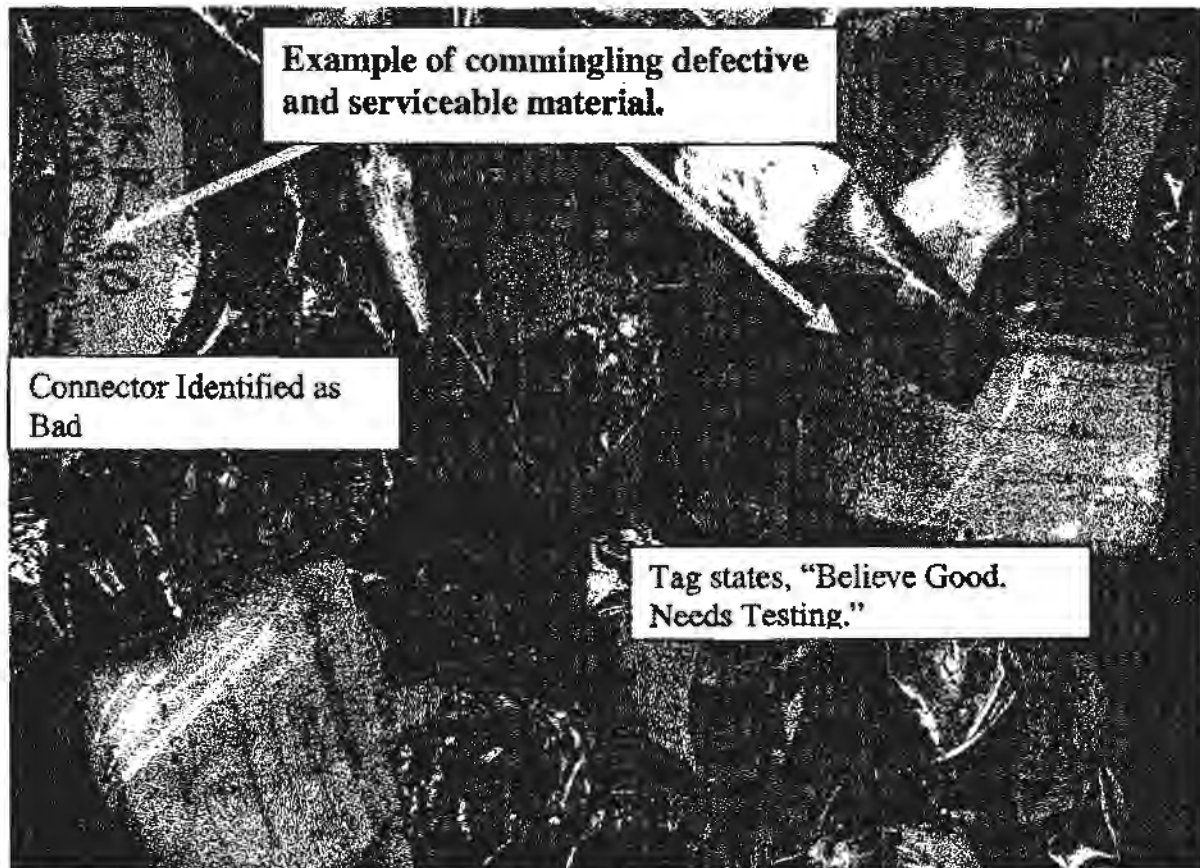 Example of commingling defective
and serviceable material.
Connector Identified as
Bad
Tag states, “Believe Good.
Needs Testing.”